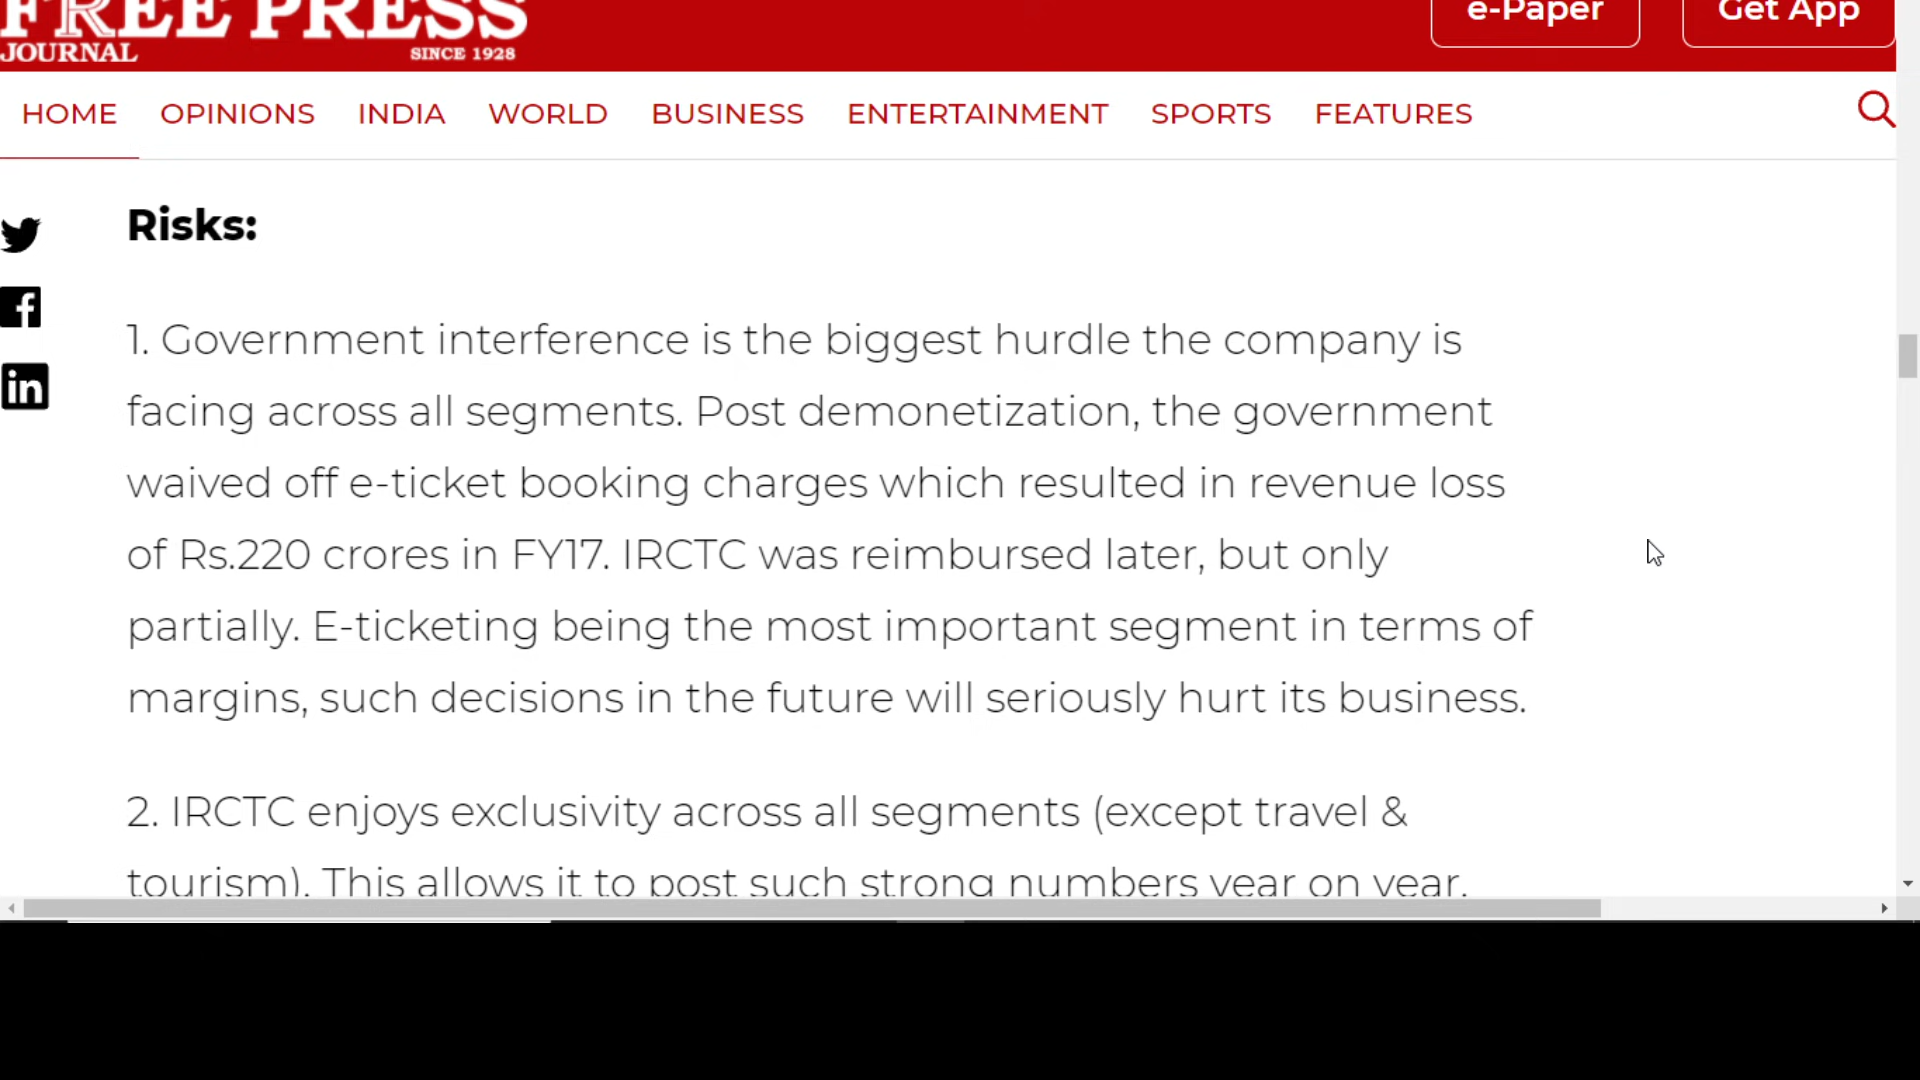 FREE PRESS
JOURNAL
SINCE 1928
e-Paper
Get App
HOME OPINIONS INDIA WORLD BUSINESS ENTERTAINMENT SPORTS FEATURES
Risks:
1. Government interference is the biggest hurdle the company is
facing across all segments. Post demonetization, the government
waived off e-ticket booking charges which resulted in revenue loss
of Rs.220 crores in FY17. IRCTC was reimbursed later, but only
partially. E-ticketing being the most important segment in terms of
margins, such decisions in the future will seriously hurt its business.
2. IRCTC enjoys exclusivity across all segments (except travel &
tourism). This allows it to post such strong numbers year on year.